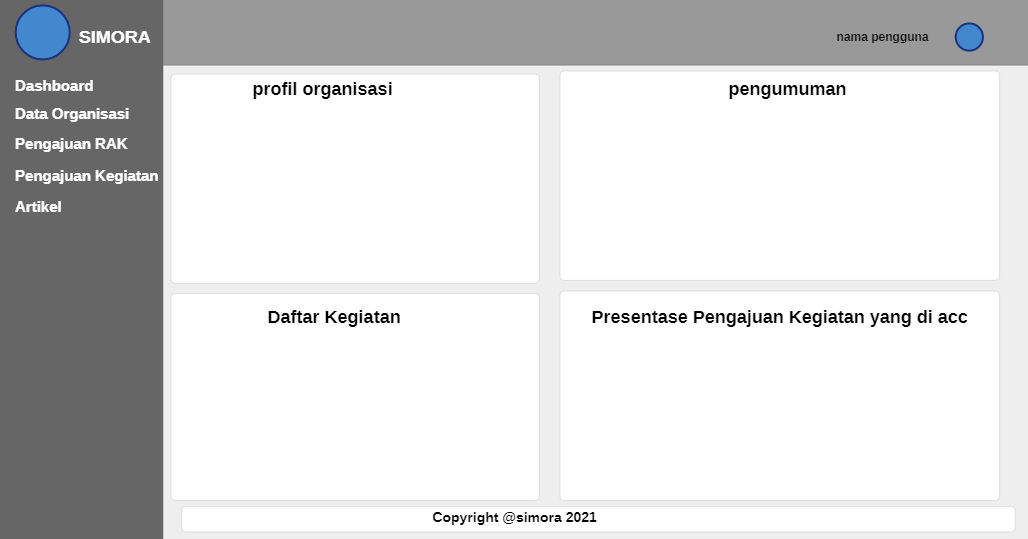 SIMORA
nama pengguna
Dashboard
Data Organisasi
Pengajuan RAK
Pengajuan Kegiatan
Artikel
profil organisasi
pengumuman
Daftar Kegiatan
Presentase Pengajuan Kegiatan yang di acc
Copyright @simora 2021